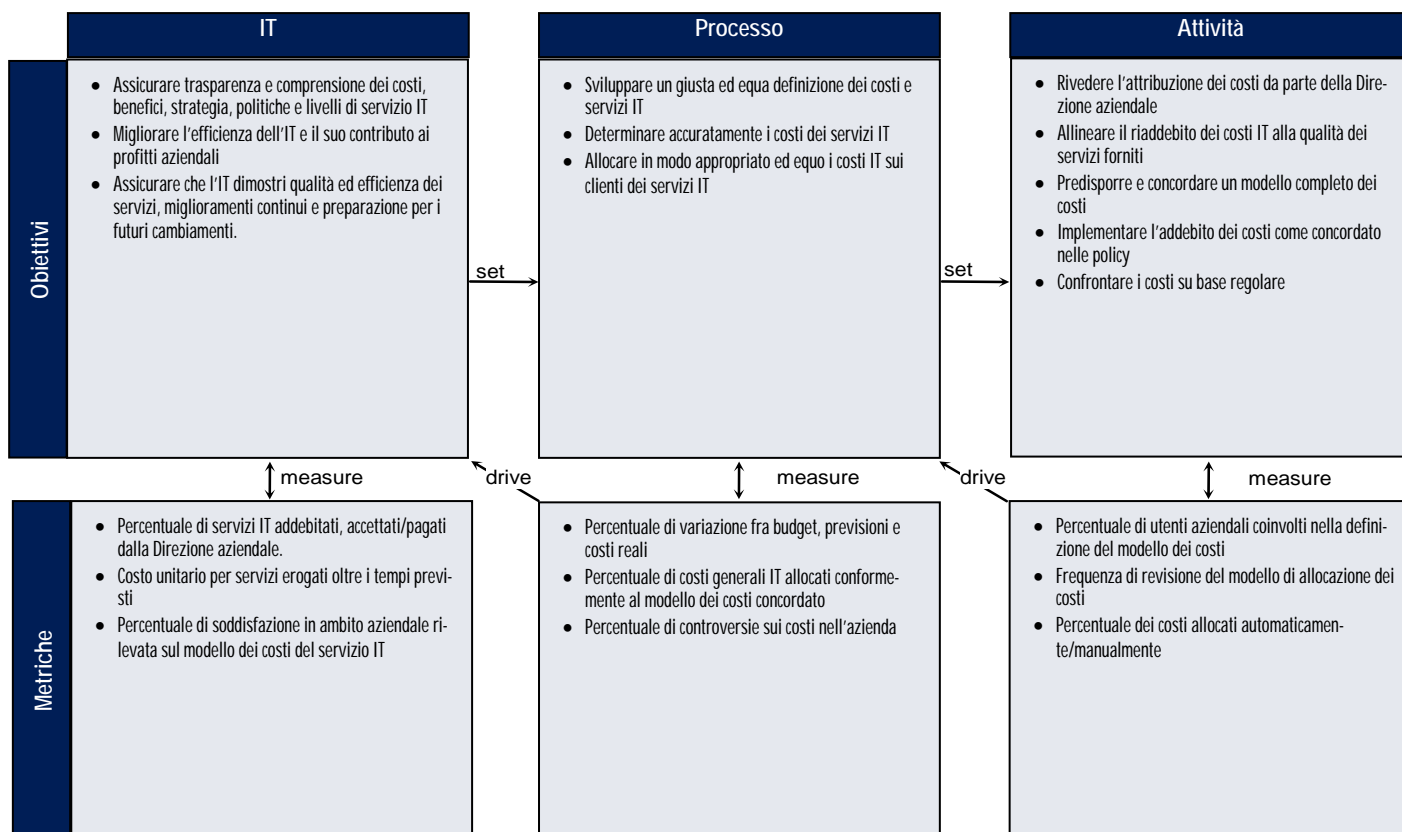 IT
Processo
Attività
Obiettivi
• Assicurare trasparenza e comprensione dei costi,
benefici, strategia, politiche e livelli di servizio IT
• Migliorare l'efficienza dell'IT e il suo contributo ai
profitti aziendali
• Assicurare che l'IT dimostri qualità ed efficienza dei
servizi, miglioramenti continui e preparazione per i
futuri cambiamenti.
set
• Sviluppare un giusta ed equa definizione dei costi e
servizi IT
• Determinare accuratamente i costi dei servizi IT
• Allocare in modo appropriato ed equo i costi IT sui
clienti dei servizi IT
set
• Rivedere l'attribuzione dei costi da parte della Dire-
zione aziendale
• Allineare il riaddebito dei costi IT alla qualità dei
servizi forniti
• Predisporre e concordare un modello completo dei
costi
• Implementare l'addebito dei costi come concordato
nelle policy
• Confrontare i costi su base regolare
measure
drive
measure
drive
measure
Metriche
• Percentuale di servizi IT addebitati, accettati/pagati
dalla Direzione aziendale.
• Costo unitario per servizi erogati oltre i tempi previ-
sti
• Percentuale di soddisfazione in ambito aziendale ri-
levata sul modello dei costi del servizio IT
• Percentuale di variazione fra budget, previsioni e
costi reali
• Percentuale di costi generali IT allocati conforme-
mente al modello dei costi concordato
• Percentuale di controversie sui costi nell'azienda
• Percentuale di utenti aziendali coinvolti nella defini-
zione del modello dei costi
• Frequenza di revisione del modello di allocazione dei
costi
• Percentuale dei costi allocati automaticamen-
te/manualmente